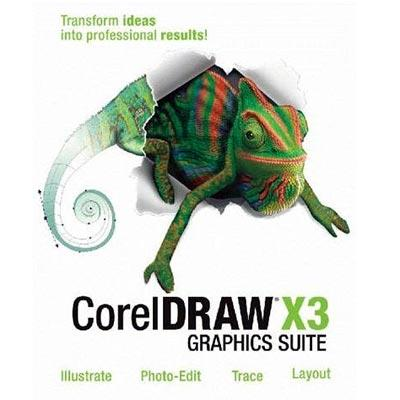 Transform ideas
into professional results!
CorelDRAW® X3
GRAPHICS SUITE
Illustrate Photo-Edit Trace Layout